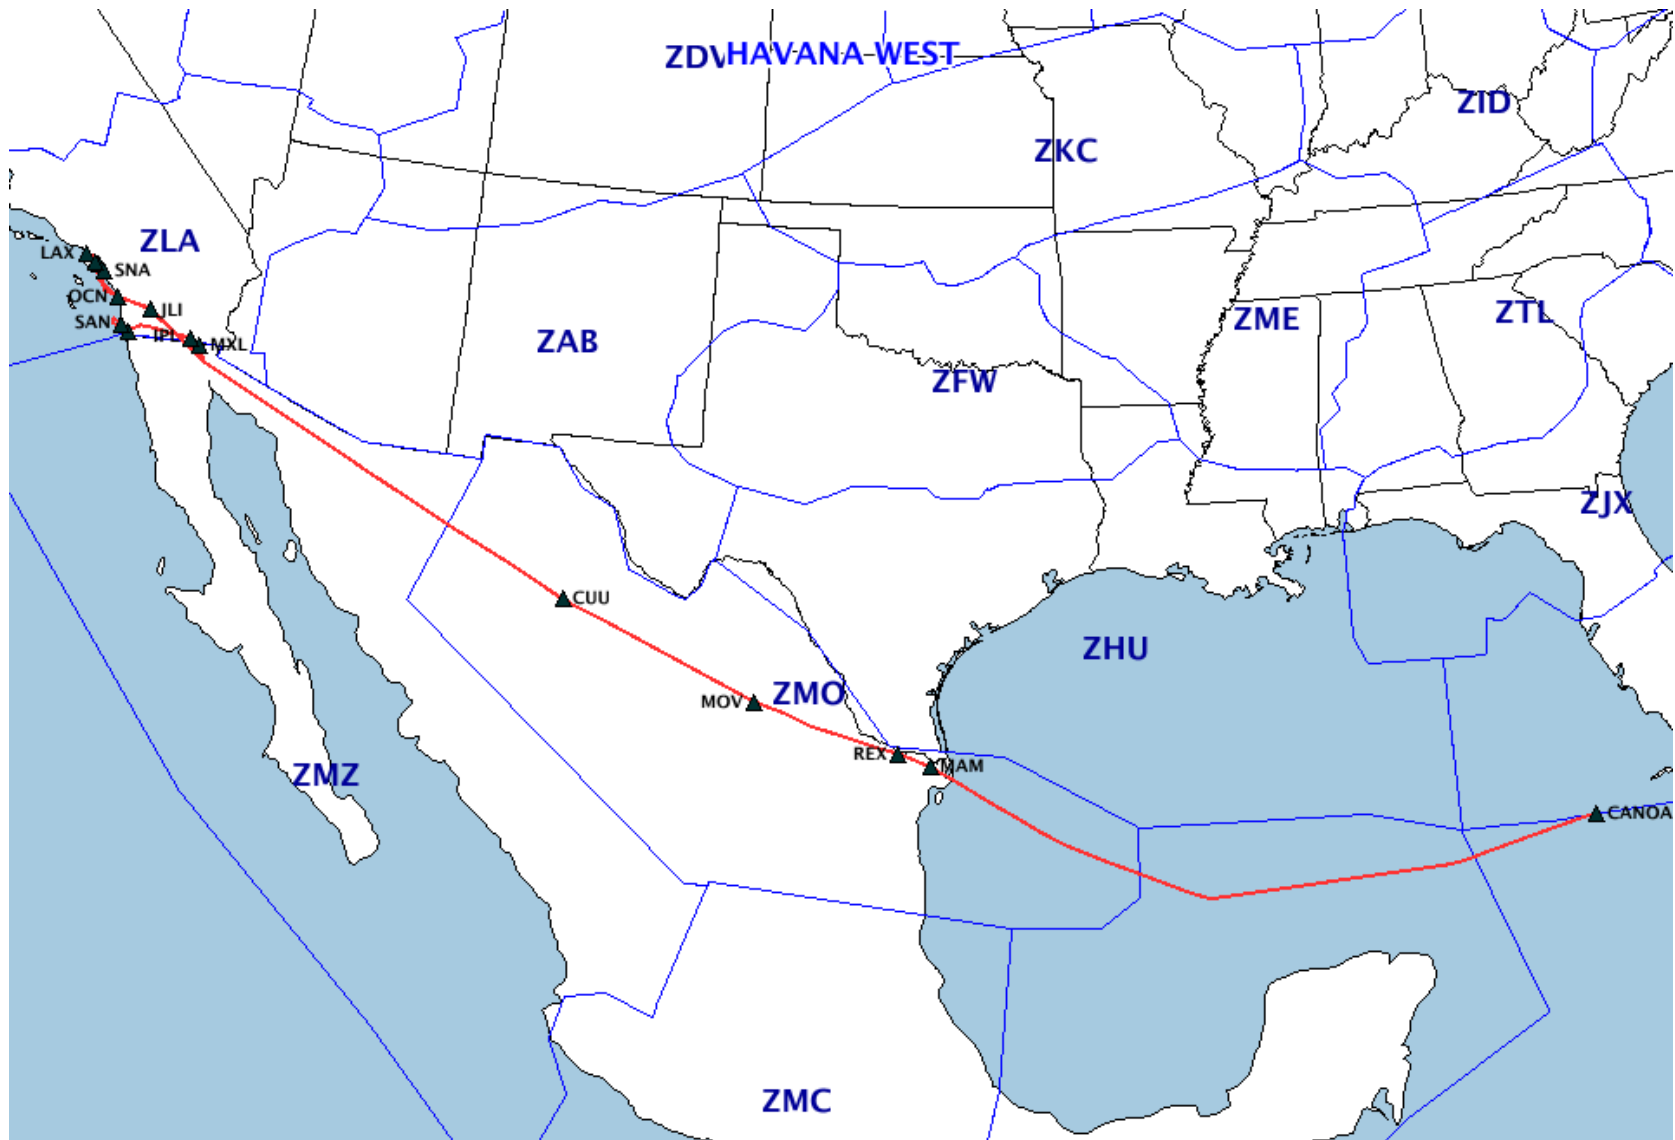 ZDV
HAVANA-WEST
ZID
ZKC
ZLA
LAX
SNA
OCN
JLI
SAN
IPL
MXL
ZAB
ZME
ZTL
ZFW
ZJX
CUU
ZHU
MOV
ZMO
REX
MAM
ZMZ
CANOA
ZMC